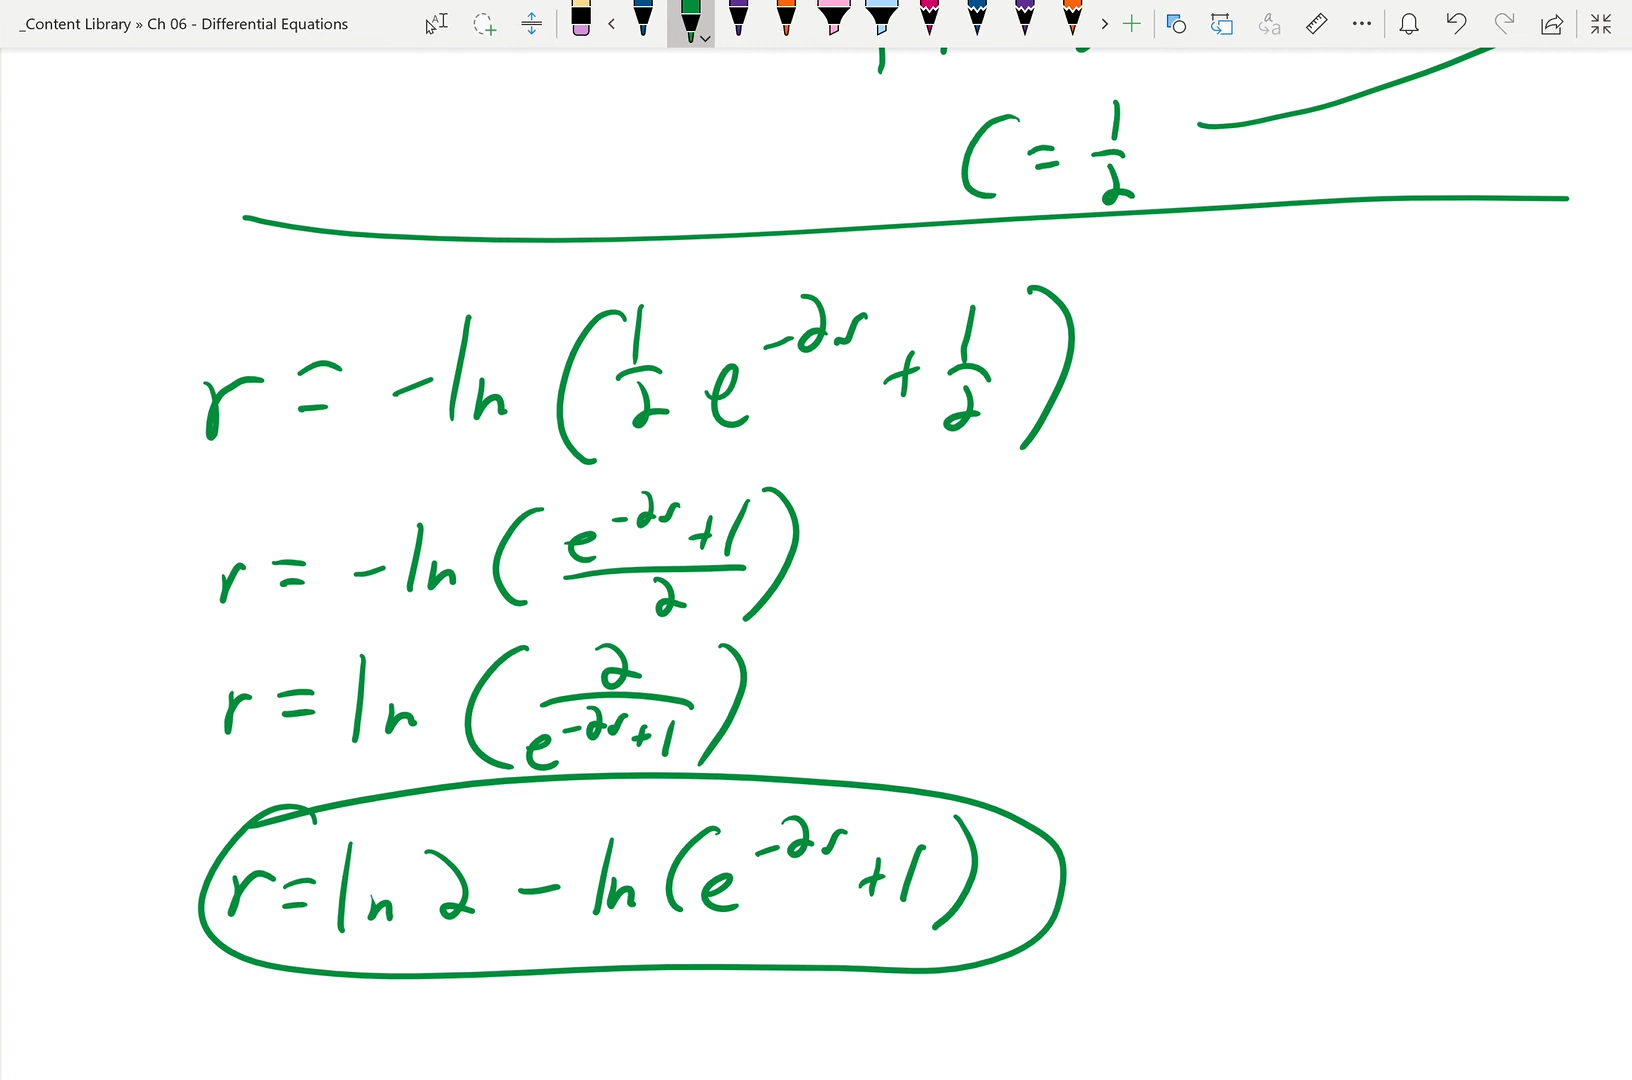 _Content Library » Ch 06 - Differential Equations
C = 1/2
r = -ln (1/2 e^{-2s} + 1/2)
r = -ln ((e^{-2s} + 1)/2)
r = ln (2/(e^{-2s} + 1))
r = ln 2 - ln (e^{-2s} + 1)